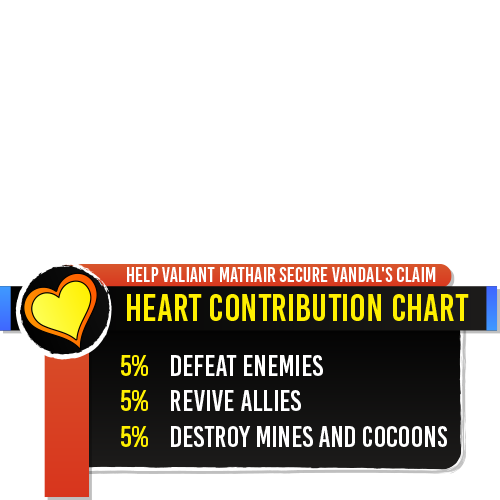 HELP VALIANT MATHAIR SECURE VANDAL'S CLAIM
HEART CONTRIBUTION CHART
5% DEFEAT ENEMIES
5% REVIVE ALLIES
5% DESTROY MINES AND COCOONS